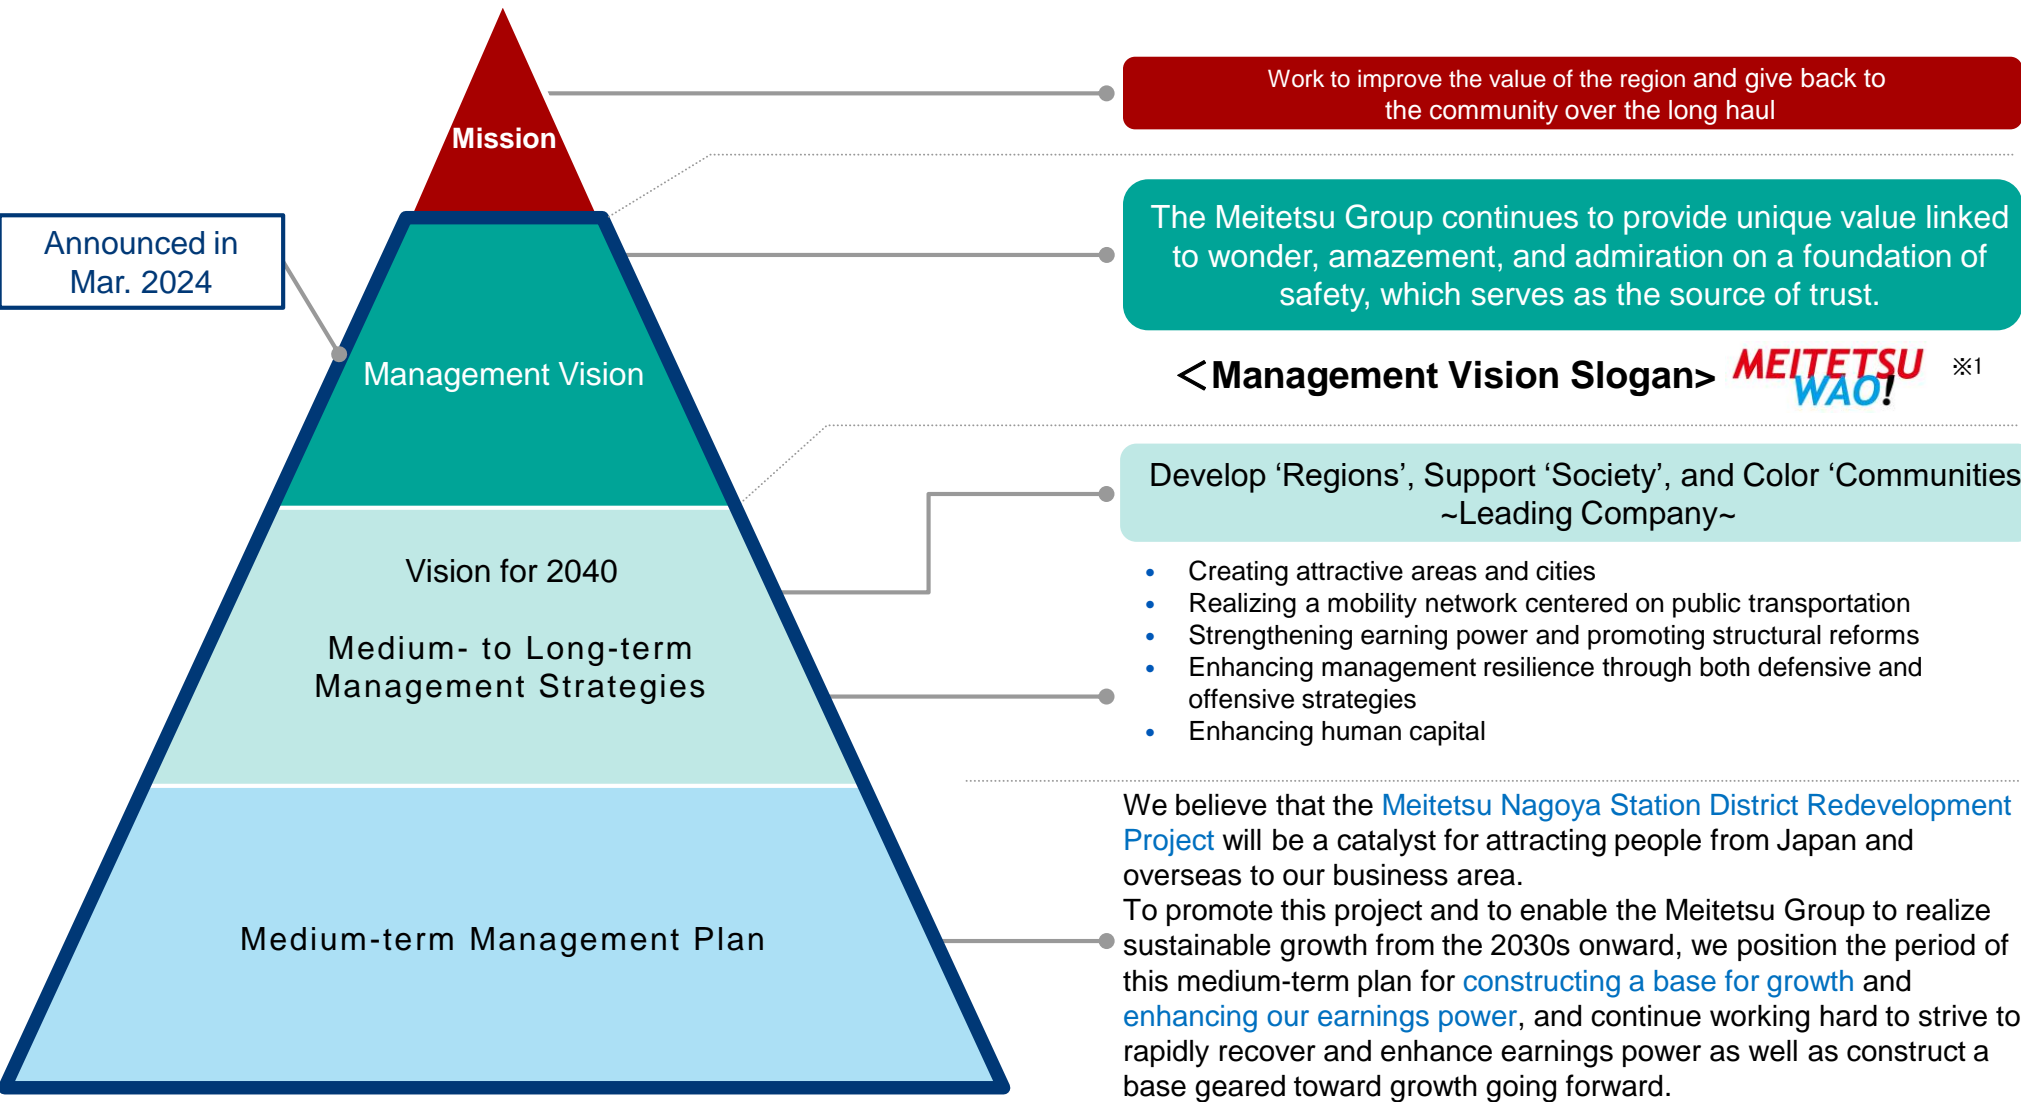 Mission
Work to improve the value of the region and give back to
the community over the long haul
Announced in
Mar. 2024
Management Vision
The Meitetsu Group continues to provide unique value linked
to wonder, amazement, and admiration on a foundation of
safety, which serves as the source of trust.
＜Management Vision Slogan> MEITETSU WAO! ※1
Vision for 2040
Develop ‘Regions’, Support ‘Society’, and Color ‘Communities
~Leading Company~
Medium- to Long-term
Management Strategies
• Creating attractive areas and cities
• Realizing a mobility network centered on public transportation
• Strengthening earning power and promoting structural reforms
• Enhancing management resilience through both defensive and
offensive strategies
• Enhancing human capital
Medium-term Management Plan
We believe that the Meitetsu Nagoya Station District Redevelopment
Project will be a catalyst for attracting people from Japan and
overseas to our business area.
To promote this project and to enable the Meitetsu Group to realize
sustainable growth from the 2030s onward, we position the period of
this medium-term plan for constructing a base for growth and
enhancing our earnings power, and continue working hard to strive to
rapidly recover and enhance earnings power as well as construct a
base geared toward growth going forward.